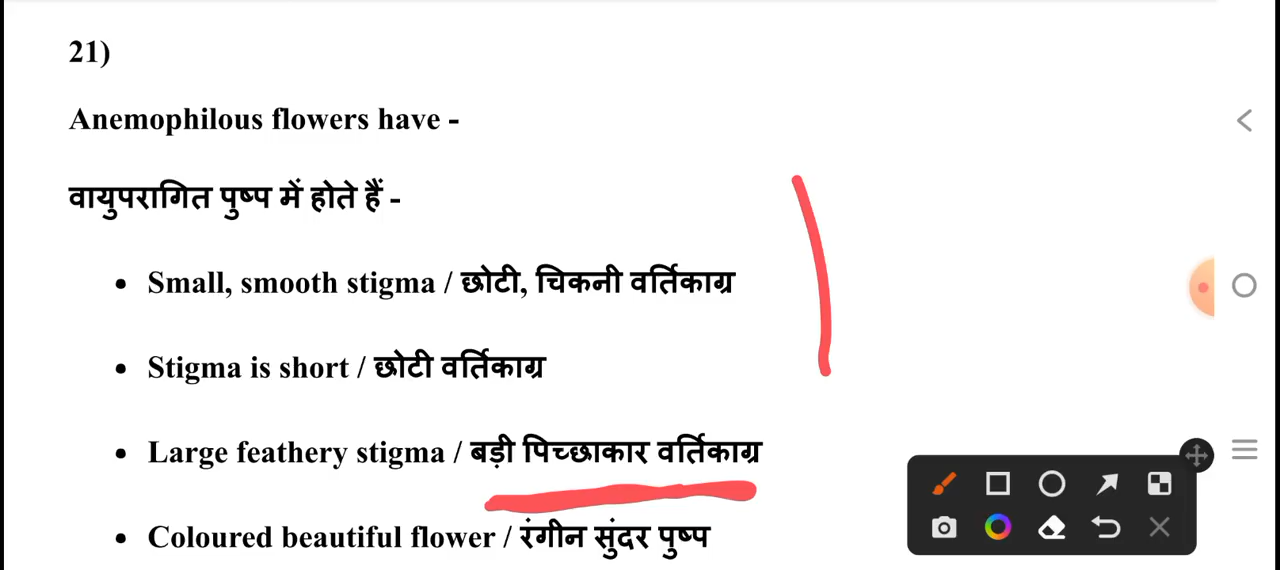 21)
Anemophilous flowers have -
वायुपरागित पुष्प में होते हैं -
• Small, smooth stigma / छोटी, चिकनी वर्तिकाग्र
• Stigma is short / छोटी वर्तिकाग्र
• Large feathery stigma / बड़ी पिच्छाकार वर्तिकाग्र
• Coloured beautiful flower / रंगीन सुंदर पुष्प